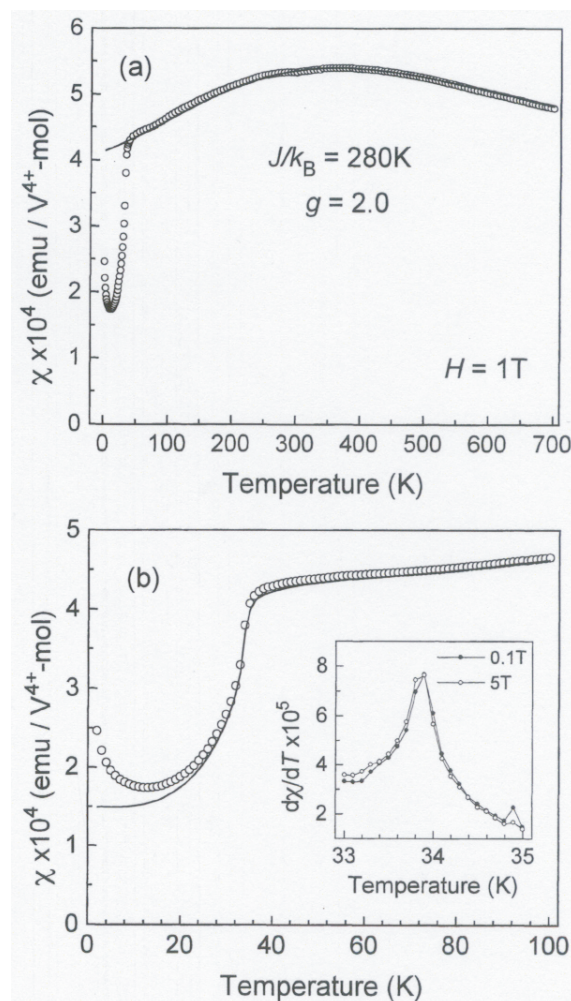 (a)
J/k_B = 280K
g = 2.0
H = 1T
χ x10⁴ (emu / V⁴⁺-mol)
6
5
4
3
2
1
0
0 100 200 300 400 500 600 700
Temperature (K)
(b)
χ x10⁴ (emu / V⁴⁺-mol)
5
4
3
2
1
0
0 20 40 60 80 100
Temperature (K)
0.1T
5T
dχ/dT x10⁵
8
6
4
2
33 34 35
Temperature (K)